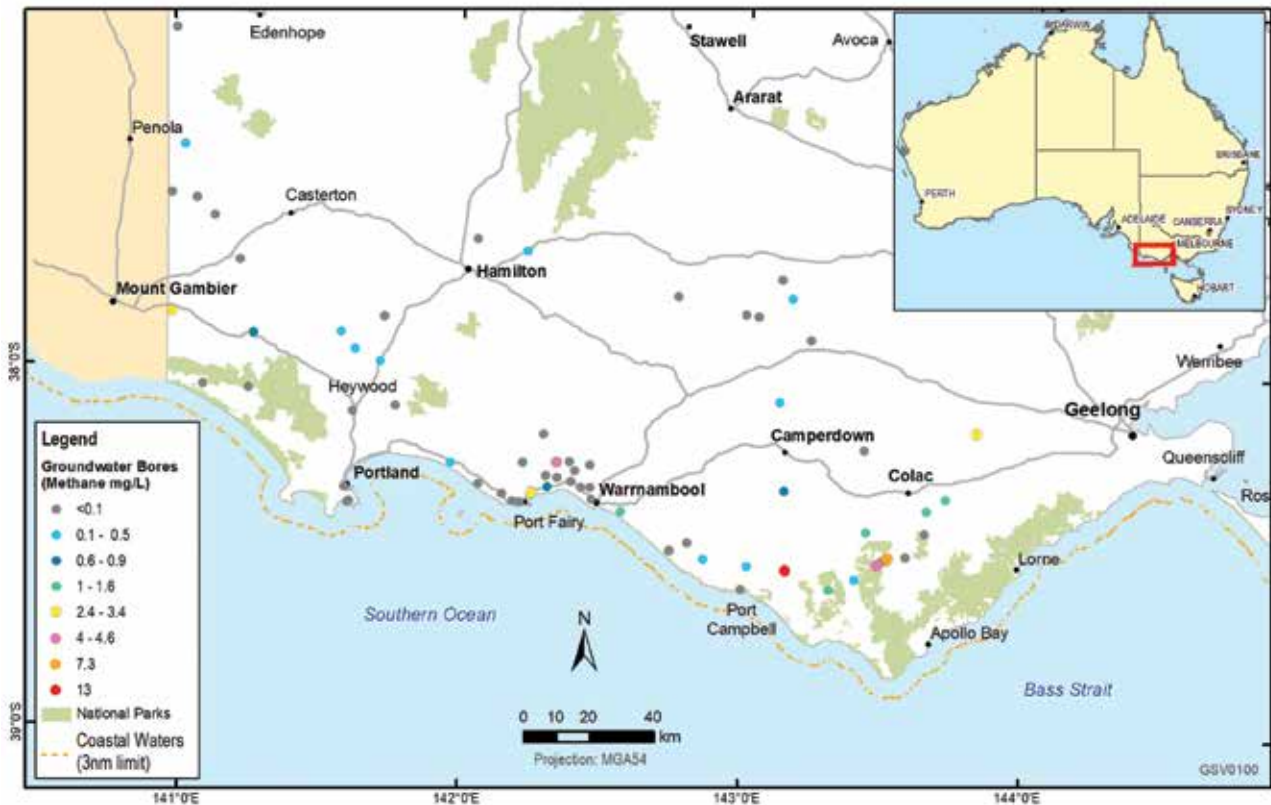 Edenhope
Stawell
Avoca
Ararat
Penola
Casterton
Hamilton
Mount Gambier
Heywood
Portland
Port Fairy
Warrnambool
Camperdown
Colac
Geelong
Werribee
Queenscliff
Ros
Lorne
Port
Campbell
Apollo Bay
Southern Ocean
Bass Strait
DARWIN
BRISBANE
PERTH
ADELAIDE
SYDNEY
CANBERRA
MELBOURNE
HOBART
38°0'S
39°0'S
Legend
Groundwater Bores
(Methane mg/L)
<0.1
0.1 - 0.5
0.6 - 0.9
1 - 1.6
2.4 - 3.4
4 - 4.6
7.3
13
National Parks
Coastal Waters
(3nm limit)
N
0 10 20 40
km
Projection: MGA54
GSV0100
141°0'E
142°0'E
143°0'E
144°0'E